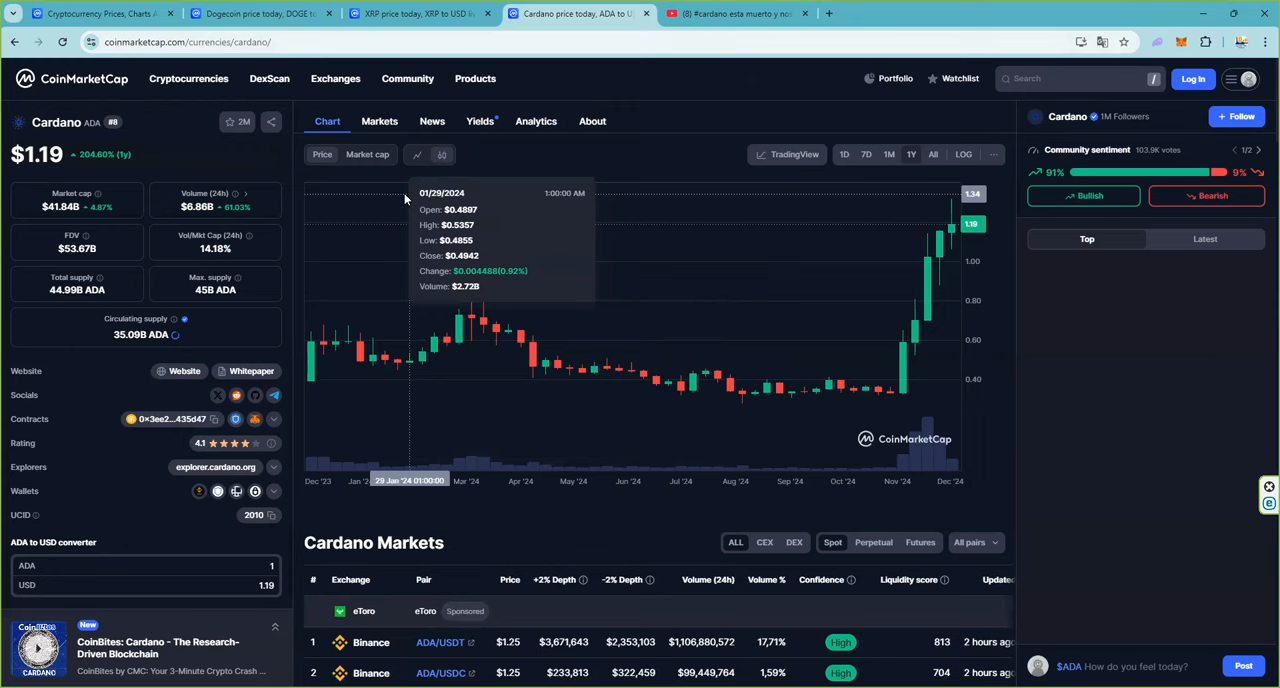 Cryptocurrency Prices, Charts A
Dogecoin price today, DOGE to
XRP price today, XRP to USD liv
Cardano price today, ADA to U
(8) #cardano esta muerto y nos
coinmarketcap.com/currencies/cardano/
CoinMarketCap
Cryptocurrencies
DexScan
Exchanges
Community
Products
Portfolio
Watchlist
Search
/
Log In
Cardano ADA #8
2M
$1.19
204.60% (1y)
Market cap
$41.84B 4.87%
Volume (24h)
$6.86B 61.03%
FDV
$53.67B
Vol/Mkt Cap (24h)
14.18%
Total supply
44.99B ADA
Max. supply
45B ADA
Circulating supply
35.09B ADA
Website Website Whitepaper
Socials
Contracts 0x3ee2...435d47
Rating 4.1
Explorers explorer.cardano.org
Wallets
UCID 2010
ADA to USD converter
ADA 1
USD 1.19
New
CoinBites
CARDANO
CoinBites: Cardano - The Research-
Driven Blockchain
CoinBites by CMC: Your 3-Minute Crypto Crash ...
Chart Markets News Yields Analytics About
Price Market cap
TradingView 1D 7D 1M 1Y All LOG ...
01/29/2024 1:00:00 AM
Open: $0.4897
High: $0.5357
Low: $0.4855
Close: $0.4942
Change: $0.004488(0.92%)
Volume: $2.72B
1.34
1.19
1.00
0.80
0.60
0.40
CoinMarketCap
Dec '23 Jan '2 29 Jan '24 01:00:00 Mar '24 Apr '24 May '24 Jun '24 Jul '24 Aug '24 Sep '24 Oct '24 Nov '24 Dec '24
Cardano Markets
ALL CEX DEX Spot Perpetual Futures All pairs
# Exchange Pair Price +2% Depth -2% Depth Volume (24h) Volume % Confidence Liquidity score Updated
eToro eToro Sponsored
1 Binance ADA/USDT $1.25 $3,671,643 $2,353,103 $1,106,880,572 17,71% High 813 2 hours ago
2 Binance ADA/USDC $1.25 $233,813 $322,459 $99,449,764 1,59% High 704 2 hours ago
Cardano 1M Followers
+ Follow
Community sentiment 103.9K votes
1/2
91% 9%
Bullish Bearish
Top Latest
$ADA How do you feel today?
Post